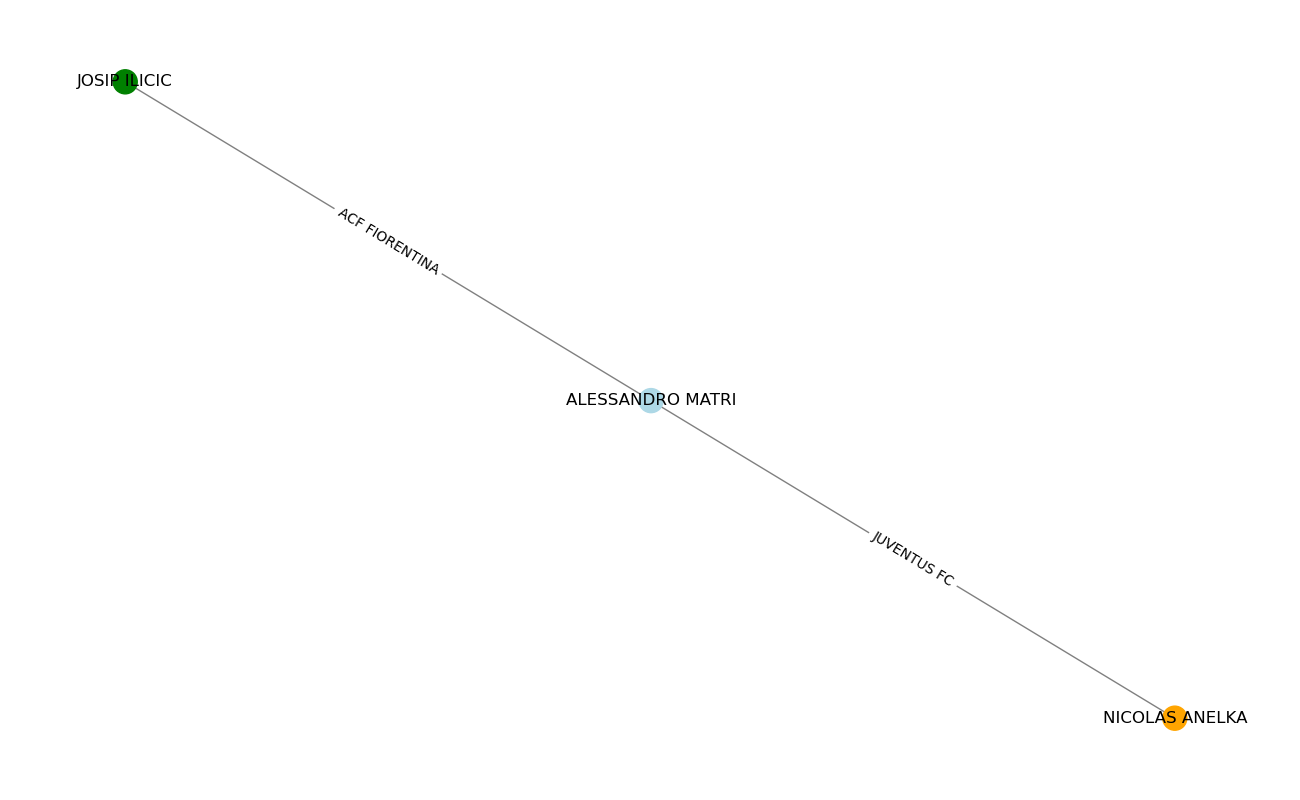 JOSIP ILICIC
ACF FIORENTINA
ALESSANDRO MATRI
JUVENTUS FC
NICOLAS ANELKA